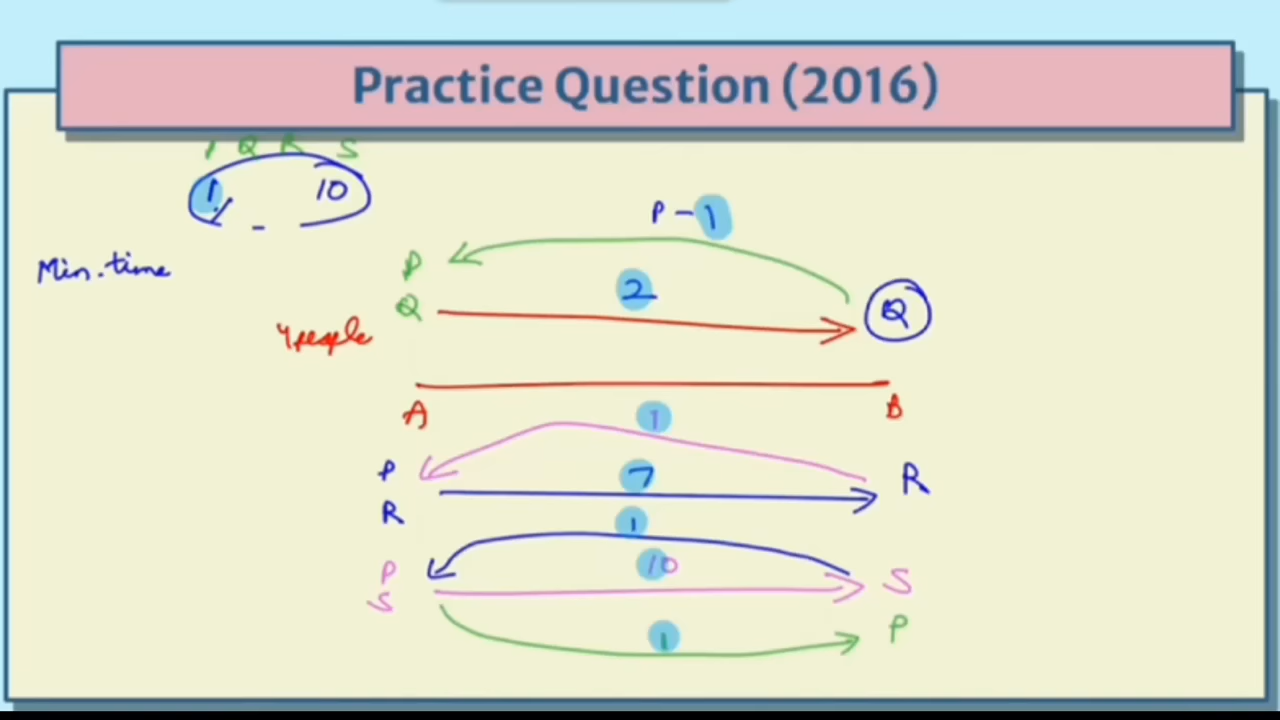 Practice Question (2016)
P Q R S
1 10
P - 1
Min. time
P
2
Q Q
4 people
A B
1
P 7 R
R 1
P 10 S
S
1 P